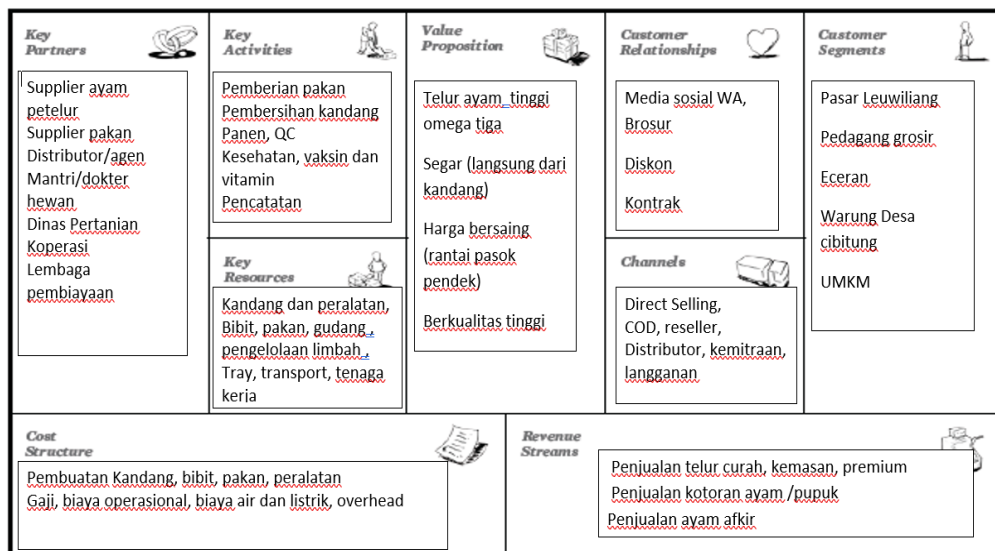 Key
Partners
Supplier ayam
petelur
Supplier pakan
Distributor/agen
Mantri/dokter
hewan
Dinas Pertanian
Koperasi
Lembaga
pembiayaan
Key
Activities
Pemberian pakan
Pembersihan kandang
Panen, QC
Kesehatan, vaksin dan
vitamin
Pencatatan
Key
Resources
Kandang dan peralatan,
Bibit, pakan, gudang ,
pengelolaan limbah ,
Tray, transport, tenaga
kerja
Value
Proposition
Telur ayam  tinggi
omega tiga
Segar (langsung dari
kandang)
Harga bersaing
(rantai pasok
pendek)
Berkualitas tinggi
Customer
Relationships
Media sosial WA,
Brosur
Diskon
Kontrak
Channels
Direct Selling,
COD, reseller,
Distributor, kemitraan,
langganan
Customer
Segments
Pasar Leuwiliang
Pedagang grosir
Eceran
Warung Desa
cibitung
UMKM
Cost
Structure
Pembuatan Kandang, bibit, pakan, peralatan
Gaji, biaya operasional, biaya air dan listrik, overhead
Revenue
Streams
Penjualan telur curah, kemasan, premium
Penjualan kotoran ayam /pupuk
Penjualan ayam afkir